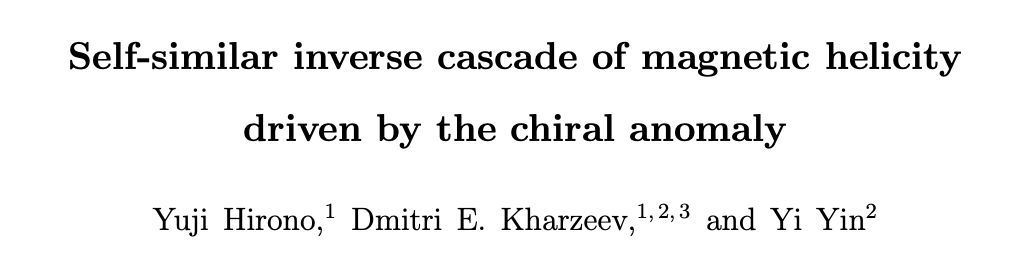 Self-similar inverse cascade of magnetic helicity
driven by the chiral anomaly
Yuji Hirono,¹ Dmitri E. Kharzeev,¹,²,³ and Yi Yin²